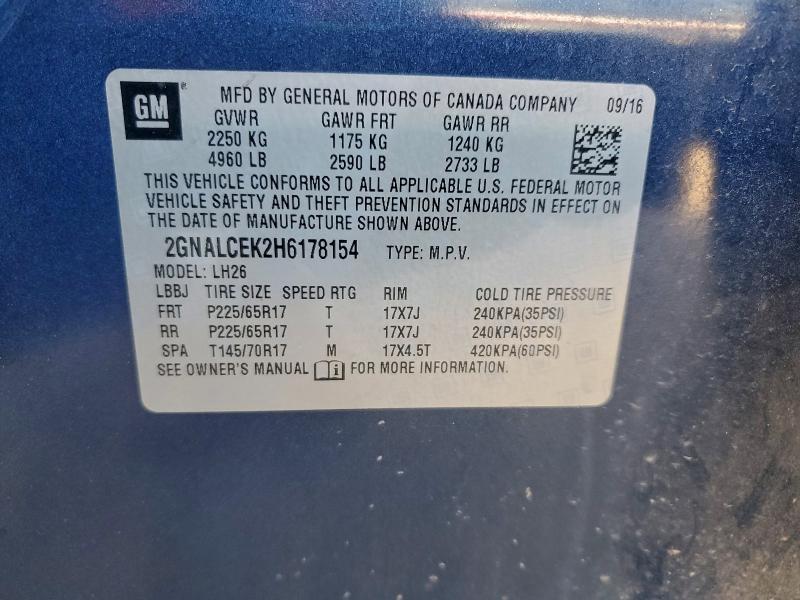 GM ® MFD BY GENERAL MOTORS OF CANADA COMPANY 09/16
GVWR GAWR FRT GAWR RR
2250 KG 1175 KG 1240 KG
4960 LB 2590 LB 2733 LB
THIS VEHICLE CONFORMS TO ALL APPLICABLE U.S. FEDERAL MOTOR
VEHICLE SAFETY AND THEFT PREVENTION STANDARDS IN EFFECT ON
THE DATE OF MANUFACTURE SHOWN ABOVE.
2GNALCEK2H6178154 TYPE: M.P.V.
MODEL: LH26
LBBJ TIRE SIZE SPEED RTG RIM COLD TIRE PRESSURE
FRT P225/65R17 T 17X7J 240KPA(35PSI)
RR P225/65R17 T 17X7J 240KPA(35PSI)
SPA T145/70R17 M 17X4.5T 420KPA(60PSI)
SEE OWNER'S MANUAL i FOR MORE INFORMATION.